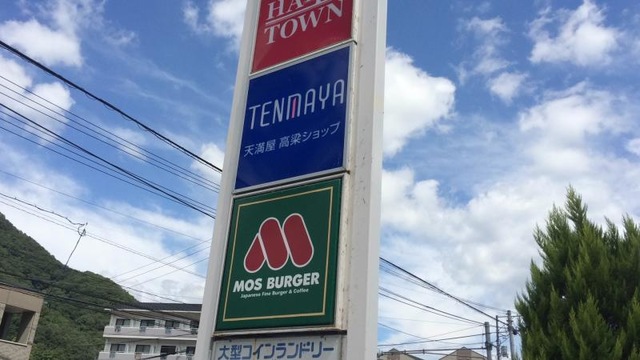 TOWN
TENMAYA
天満屋 高梁ショップ
MOS BURGER
Japanese Fine Burger & Coffee
大型コインランドリー